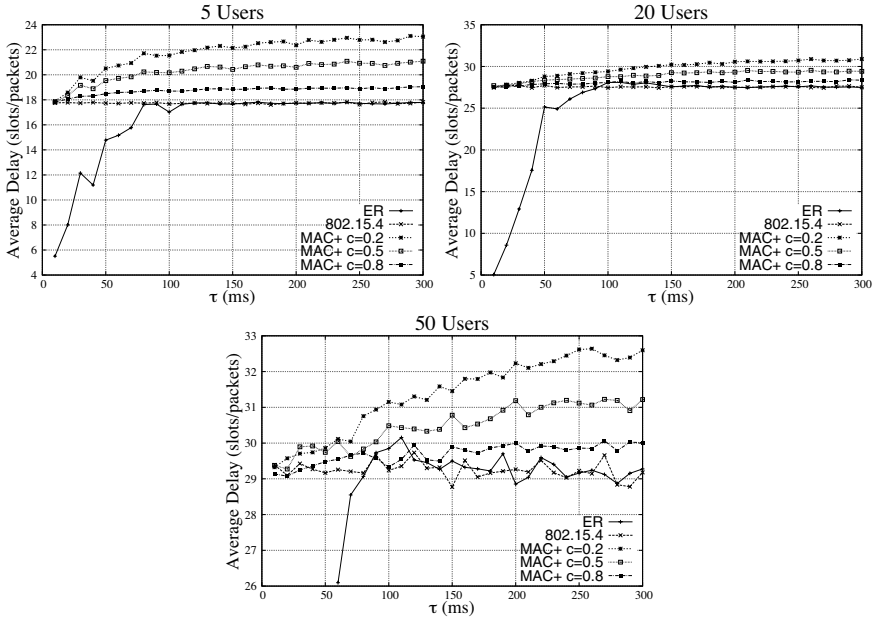 5 Users
24
22
20
18
16
14
12
10
8
6
4
0
50
100
150
200
250
300
Average Delay (slots/packets)
τ (ms)
ER
802.15.4
MAC+ c=0.2
MAC+ c=0.5
MAC+ c=0.8
20 Users
35
30
25
20
15
10
5
0
50
100
150
200
250
300
Average Delay (slots/packets)
τ (ms)
ER
802.15.4
MAC+ c=0.2
MAC+ c=0.5
MAC+ c=0.8
50 Users
33
32
31
30
29
28
27
26
0
50
100
150
200
250
300
Average Delay (slots/packets)
τ (ms)
ER
802.15.4
MAC+ c=0.2
MAC+ c=0.5
MAC+ c=0.8